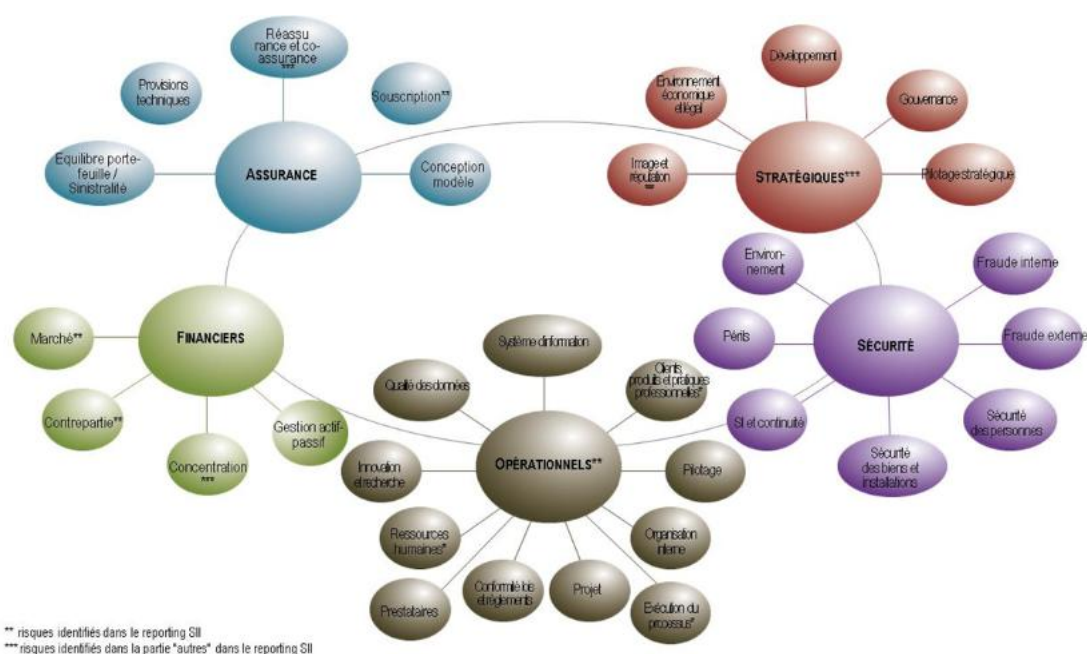 Réassu
rance et co-
assurance
***
Provisions
techniques
Souscription**
Equilibre porte-
feuille /
Sinistralité
ASSURANCE
Conception
modèle
Développement
Environnement
économique
et légal
Gouvernance
Image et
réputation
***
STRATÉGIQUES***
Pilotage stratégique
Environ-
nement
Fraude interne
Périls
SÉCURITÉ
Fraude externe
SI et continuité
Sécurité
des personnes
Sécurité
des biens et
installations
Marché**
FINANCIERS
Contrepartie**
Gestion actif-
passif
Concentration
***
Système d'information
Qualité des données
Clients,
produits et pratiques
professionnelles*
Innovation
et recherche
OPÉRATIONNELS**
Pilotage
Ressources
humaines*
Organisation
interne
Prestataires
Conformité lois
et règlements
Projet
Exécution du
processus*
** risques identifiés dans le reporting SII
*** risques identifiés dans la partie "autres" dans le reporting SII